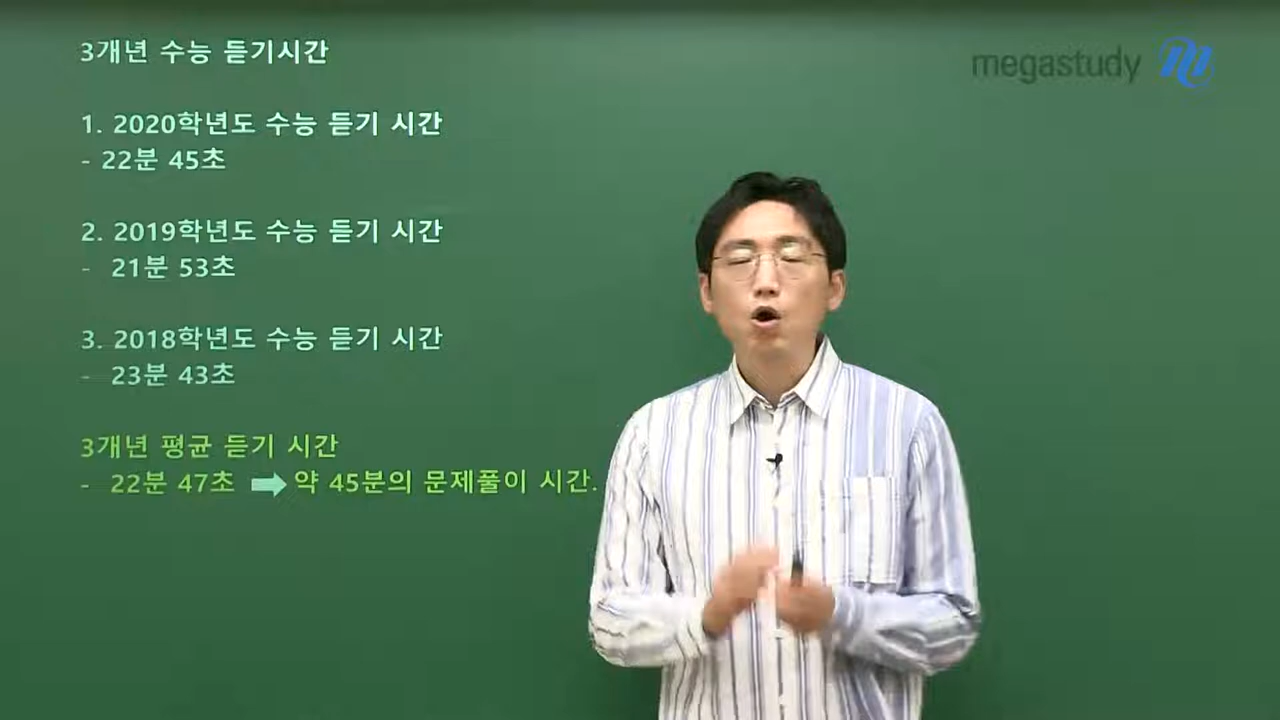 3개년 수능 듣기시간
megastudy
1. 2020학년도 수능 듣기 시간
- 22분 45초
2. 2019학년도 수능 듣기 시간
- 21분 53초
3. 2018학년도 수능 듣기 시간
- 23분 43초
3개년 평균 듣기 시간
- 22분 47초 ➡ 약 45분의 문제풀이 시간.